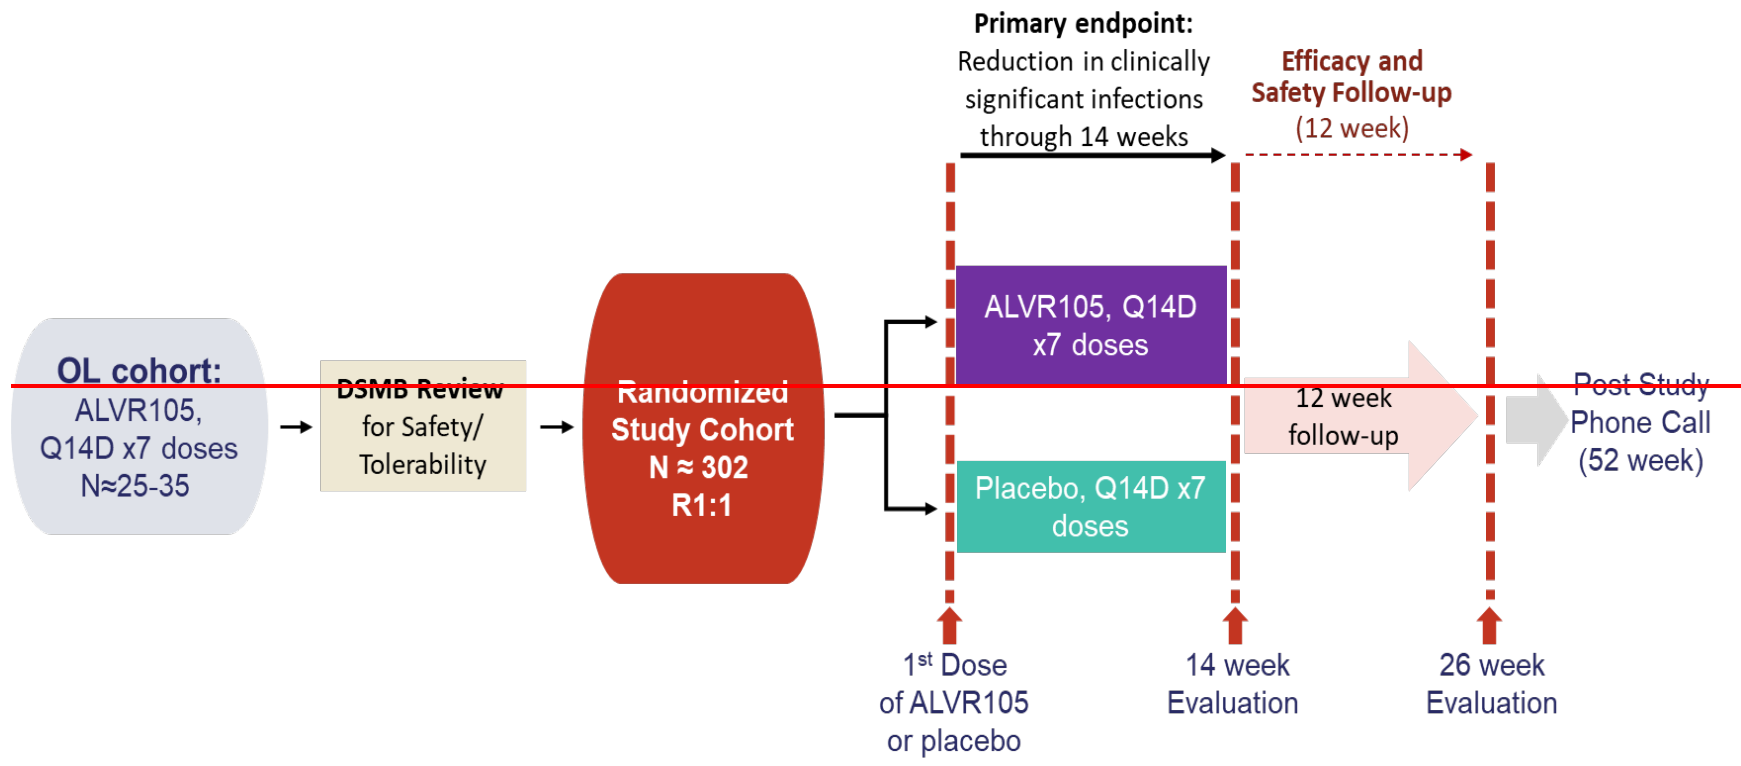 Primary endpoint:
Reduction in clinically
significant infections
through 14 weeks
Efficacy and
Safety Follow-up
(12 week)
OL cohort:
ALVR105,
Q14D x7 doses
N≈25-35
DSMB Review
for Safety/
Tolerability
Randomized
Study Cohort
N ≈ 302
R1:1
ALVR105, Q14D
x7 doses
Placebo, Q14D x7
doses
12 week
follow-up
Post Study
Phone Call
(52 week)
1st Dose
of ALVR105
or placebo
14 week
Evaluation
26 week
Evaluation